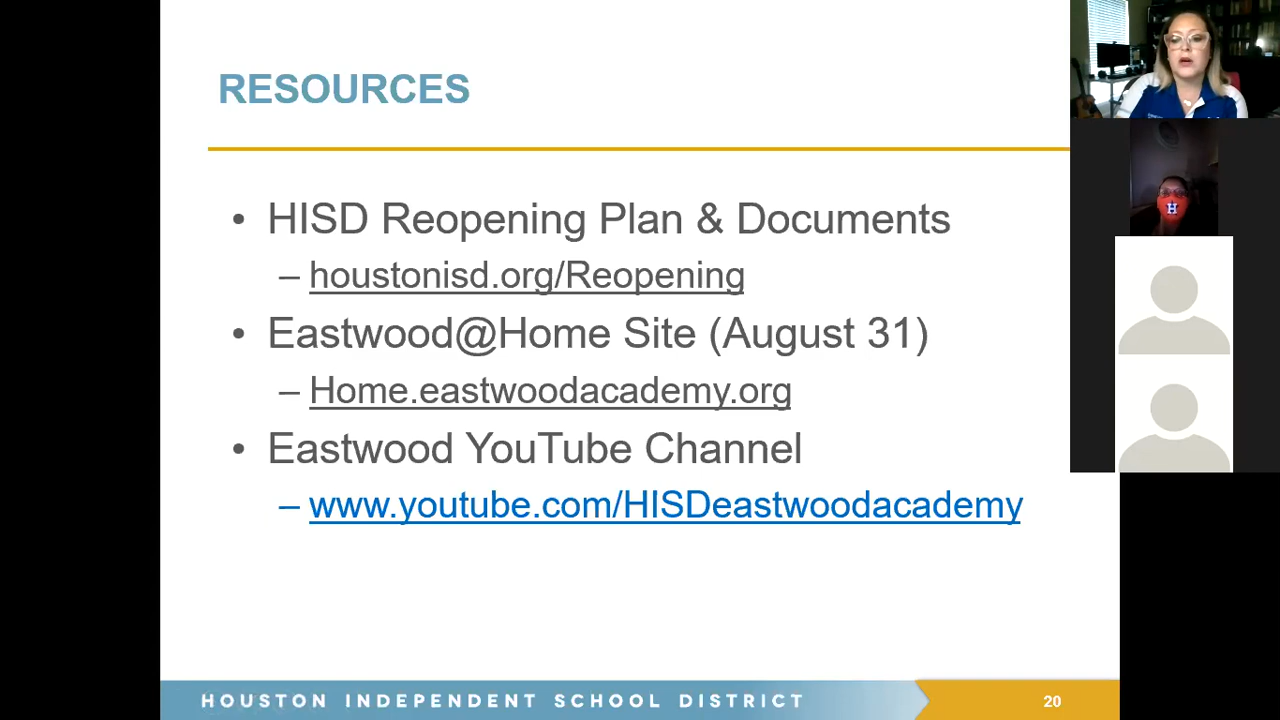 RESOURCES
• HISD Reopening Plan & Documents
– houstonisd.org/Reopening
• Eastwood@Home Site (August 31)
– Home.eastwoodacademy.org
• Eastwood YouTube Channel
– www.youtube.com/HISDeastwoodacademy
HOUSTON INDEPENDENT SCHOOL DISTRICT
20
H